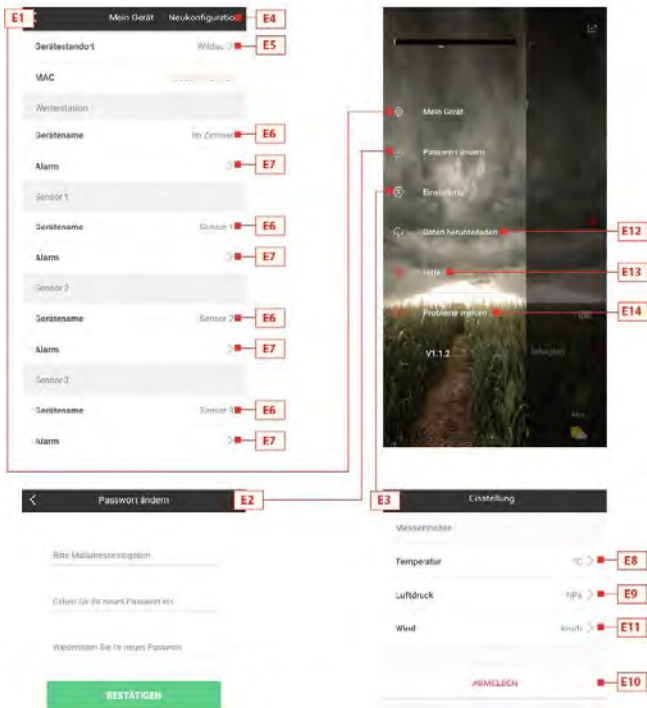 E1
Mein Gerät Neukonfiguration
E4
Gerätestandort Wildau
E5
MAC
Wetterstation
Gerätename Im Zimmer
E6
Alarm
E7
Sensor 1
Gerätename Sensor 1
E6
Alarm
E7
Sensor 2
Gerätename Sensor 2
E6
Alarm
E7
Sensor 3
Gerätename Sensor 3
E6
Alarm
E7
Mein Gerät
Passwort ändern
Daten herunterladen
E12
Hilfe
E13
Probleme melden
E14
V1.1.2
Passwort ändern
E2
Bitte Mailadresse eingeben
Geben Sie Ihr neues Passwort ein
Wiederholen Sie Ihr neues Passwort
BESTÄTIGEN
E3
Einstellung
Messeinheiten
Temperatur °C
E8
Luftdruck hPa
E9
Wind km/h
E11
ABMELDEN
E10